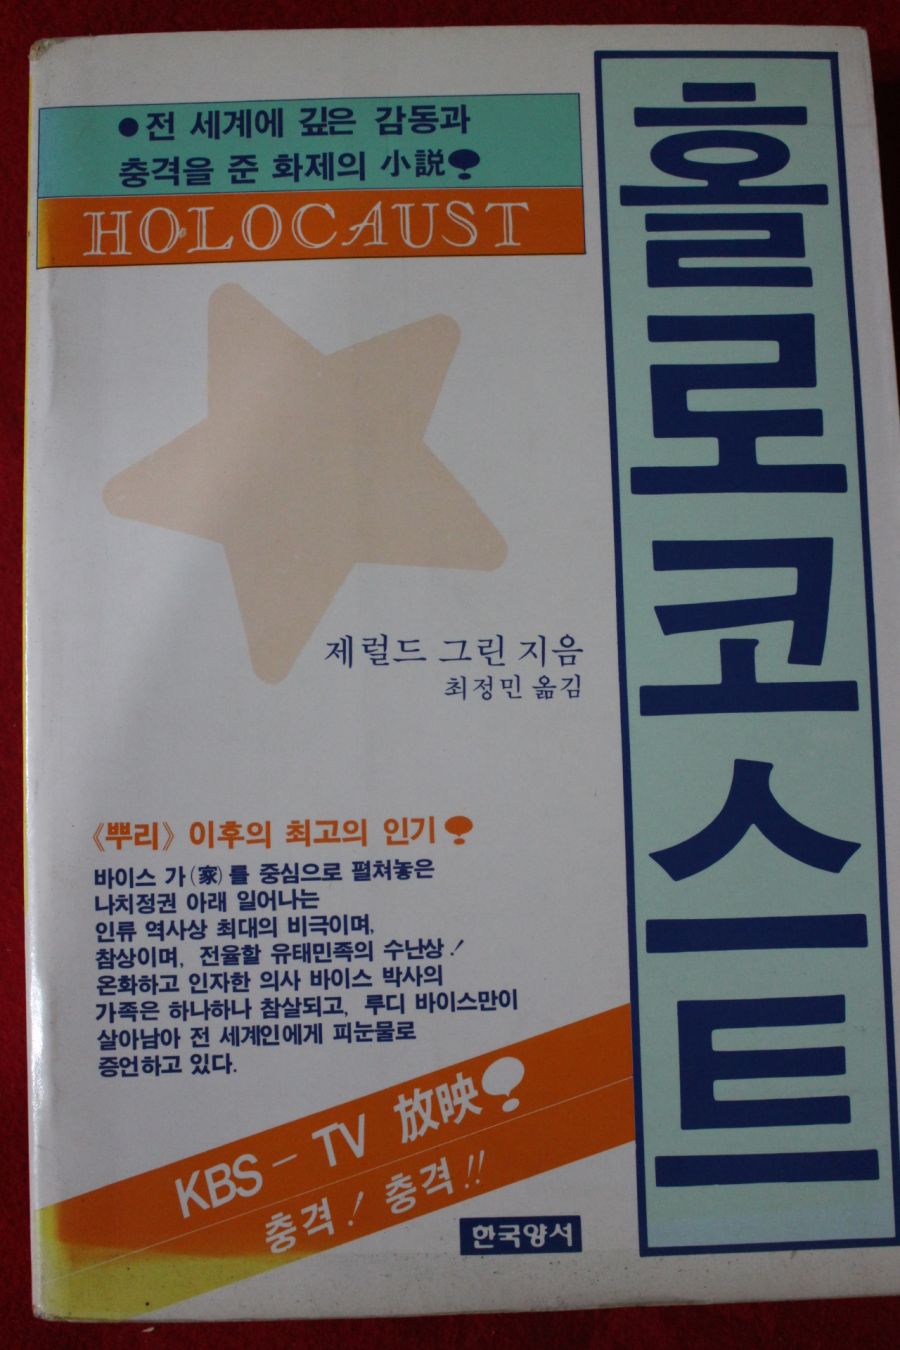 ●전 세계에 깊은 감동과
충격을 준 화제의 小説!
HOLOCAUST
홀로코스트
제럴드 그린 지음
최정민 옮김
《뿌리》 이후의 최고의 인기!
바이스 가(家)를 중심으로 펼쳐놓은
나치정권 아래 일어나는
인류 역사상 최대의 비극이며,
참상이며, 전율할 유태민족의 수난상!
온화하고 인자한 의사 바이스 박사의
가족은 하나하나 참살되고, 루디 바이스만이
살아남아 전 세계인에게 피눈물로
증언하고 있다.
KBS – TV 放映!
충격! 충격!!
한국양서